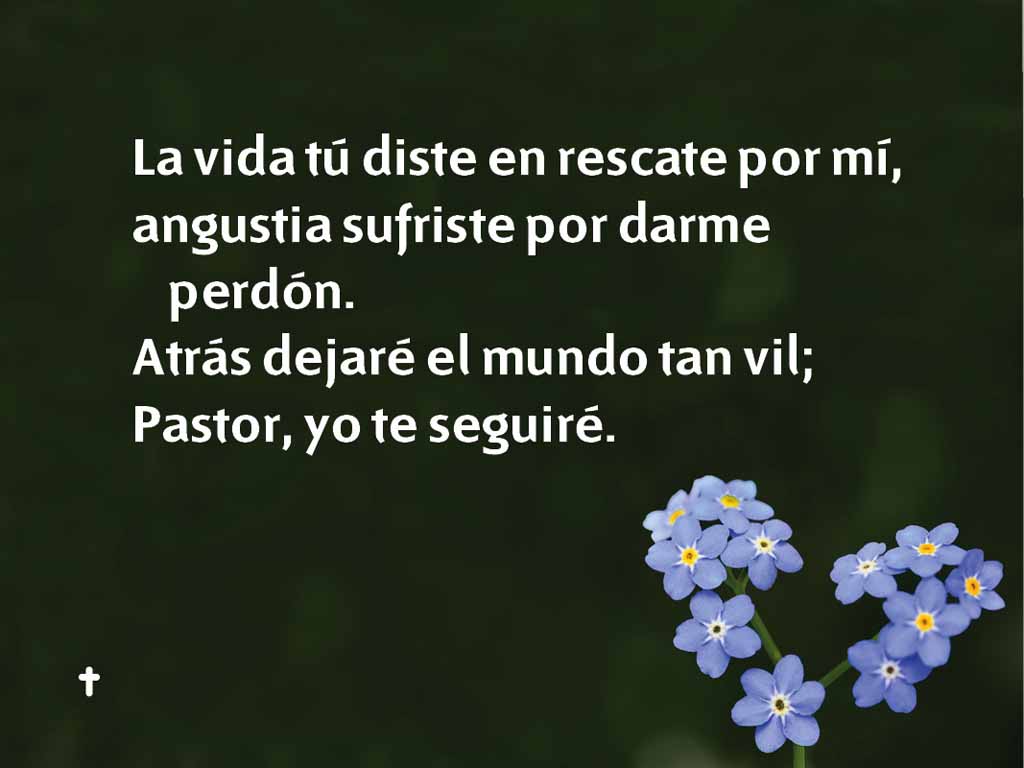 La vida tú diste en rescate por mí,
angustia sufriste por darme
perdón.
Atrás dejaré el mundo tan vil;
Pastor, yo te seguiré.